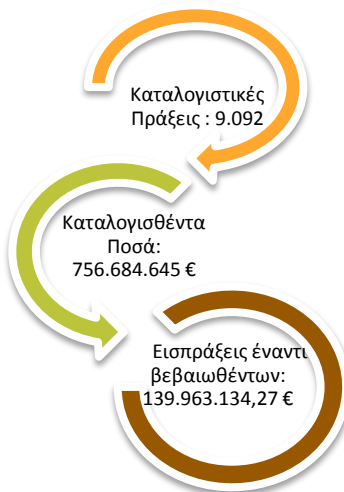 Καταλογιστικές
Πράξεις : 9.092
Καταλογισθέντα
Ποσά:
756.684.645 €
Εισπράξεις έναντι
βεβαιωθέντων:
139.963.134,27 €